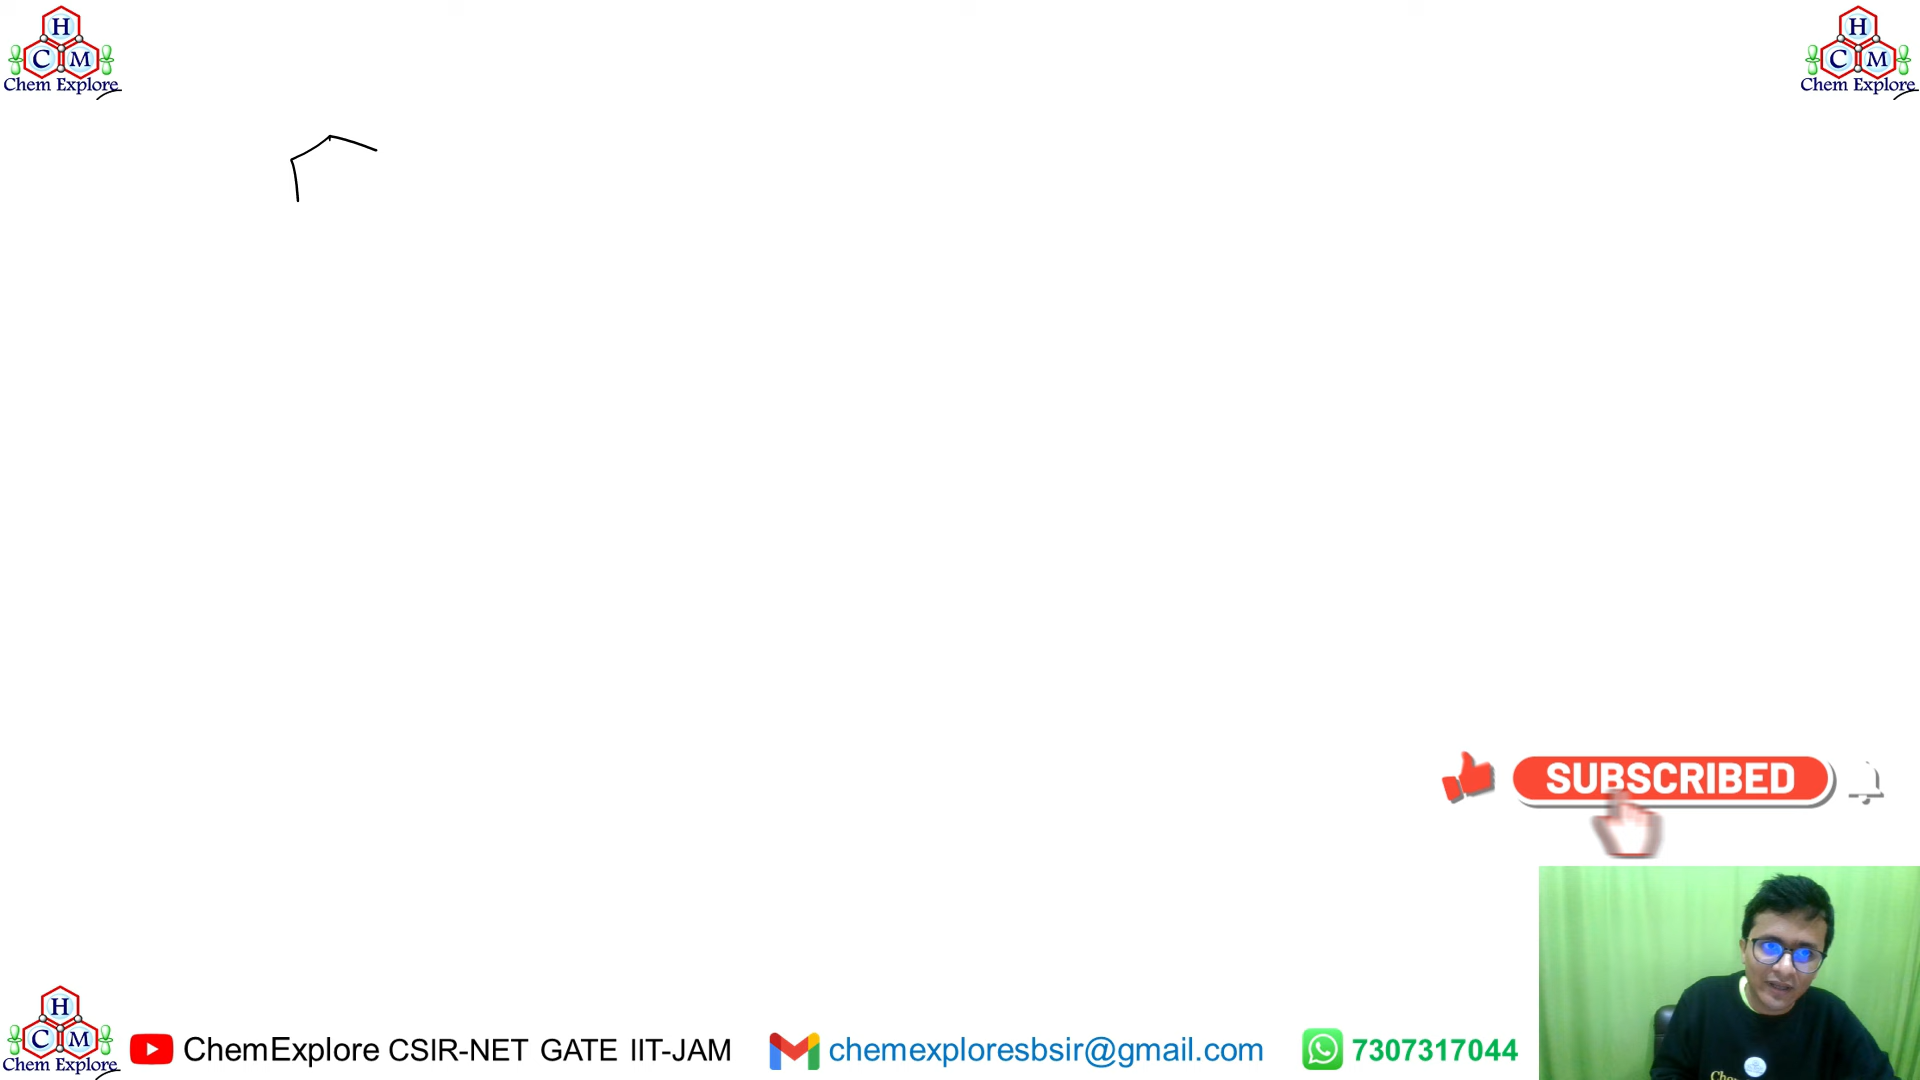 H
C M
Chem Explore
H
C M
Chem Explore
SUBSCRIBED
H
C M
Chem Explore
ChemExplore CSIR-NET GATE IIT-JAM
chemexploresbsir@gmail.com
7307317044